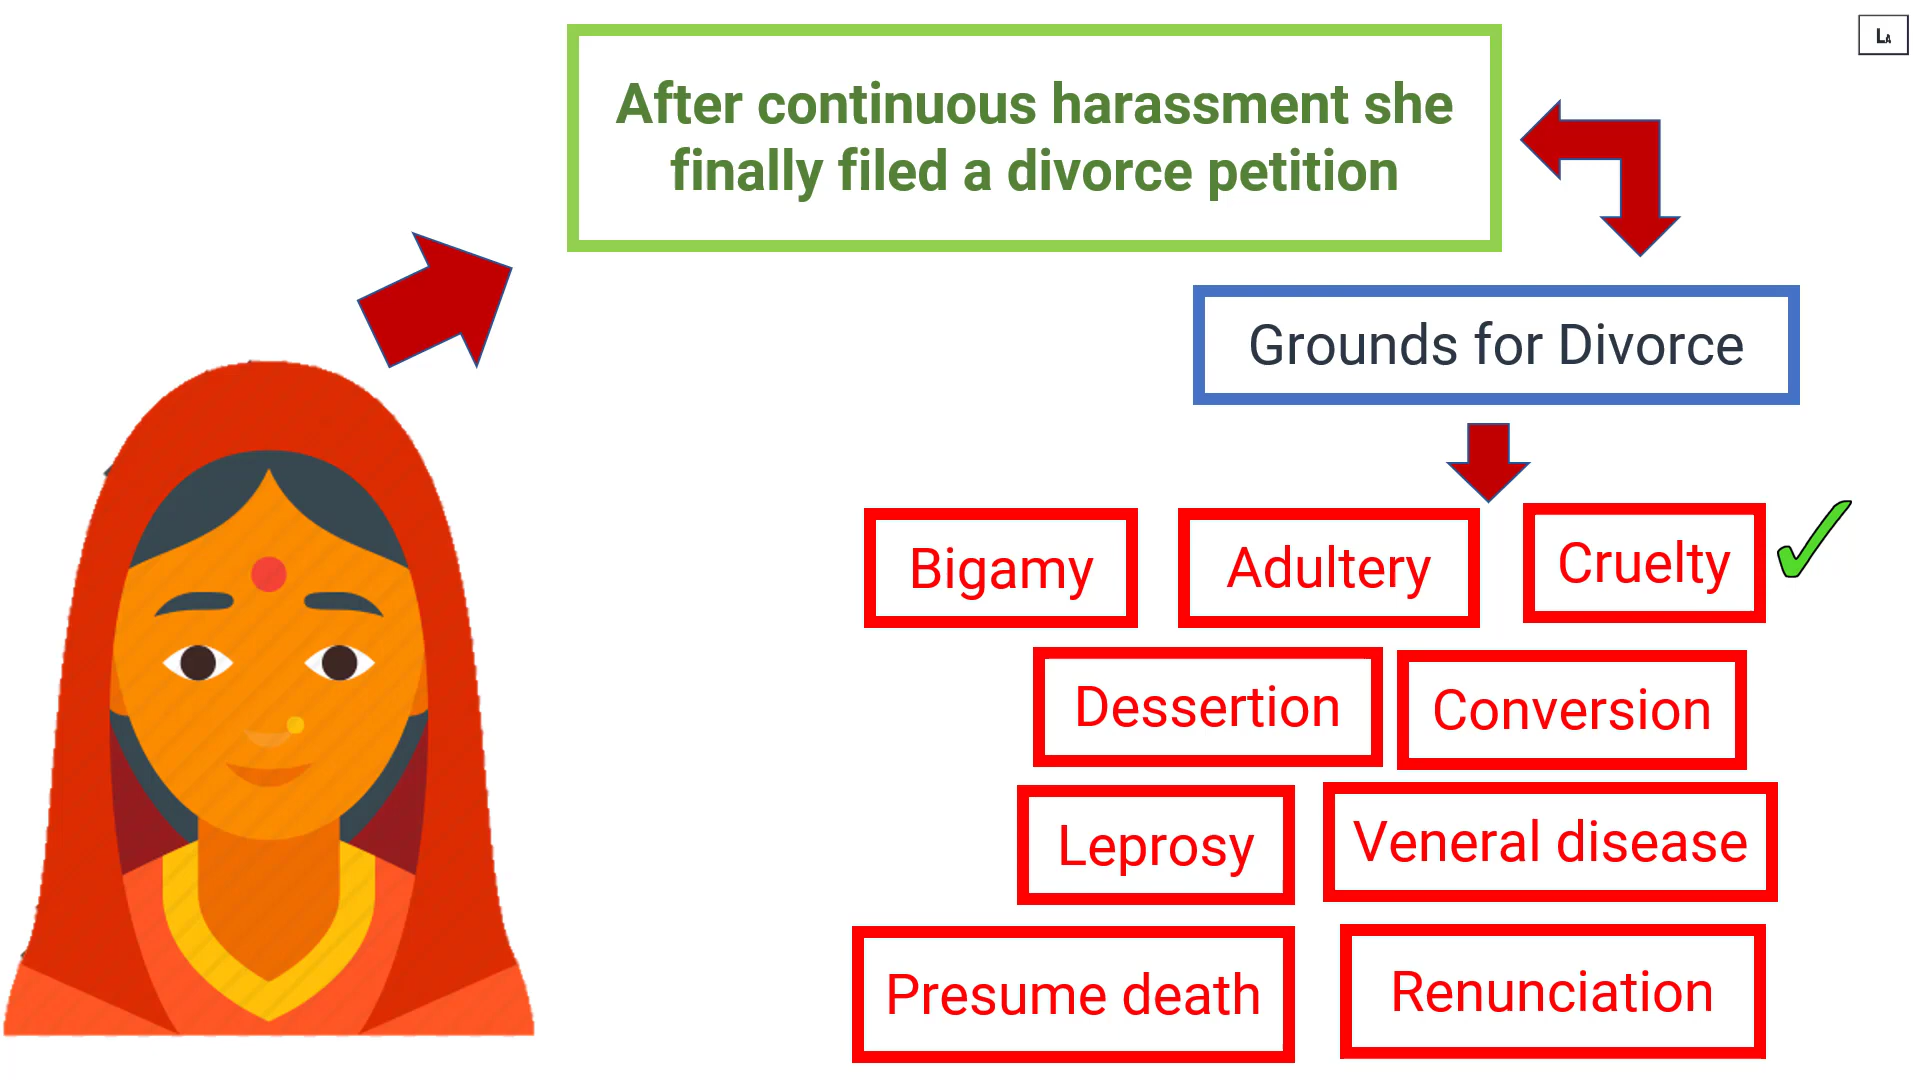 LA
After continuous harassment she
finally filed a divorce petition
Grounds for Divorce
Bigamy
Adultery
Cruelty
Dessertion
Conversion
Leprosy
Veneral disease
Presume death
Renunciation